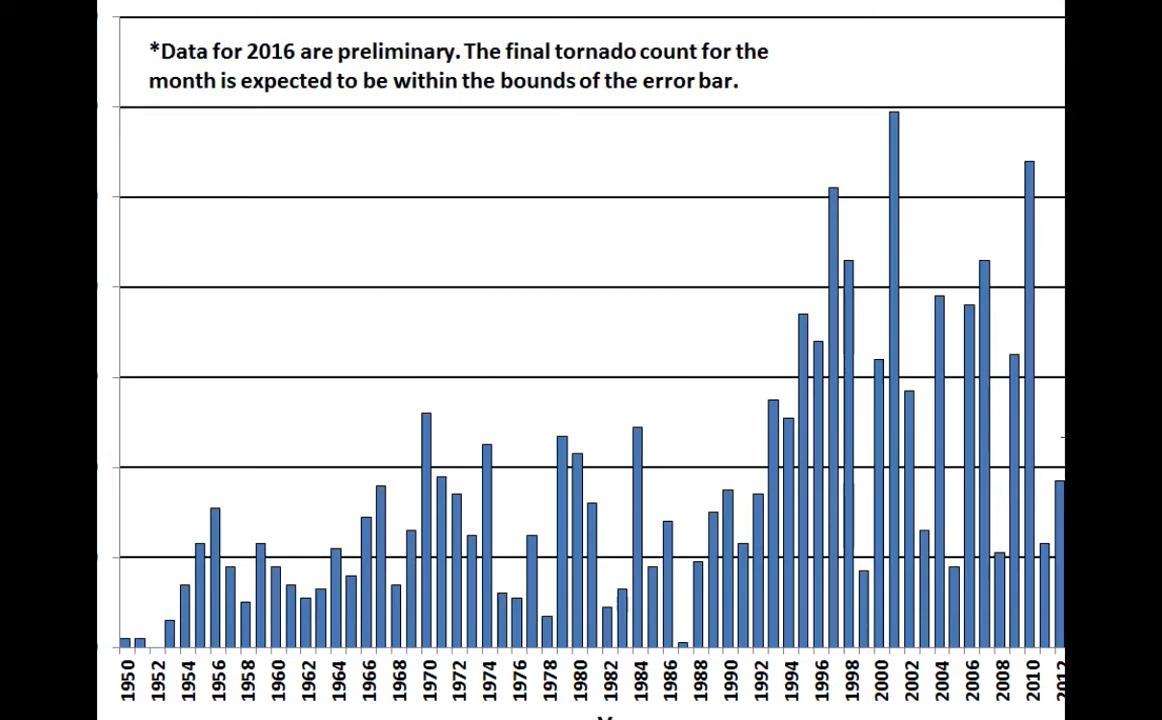 *Data for 2016 are preliminary. The final tornado count for the
month is expected to be within the bounds of the error bar.
1950 1952 1954 1956 1958 1960 1962 1964 1966 1968 1970 1972 1974 1976 1978 1980 1982 1984 1986 1988 1990 1992 1994 1996 1998 2000 2002 2004 2006 2008 2010 2012